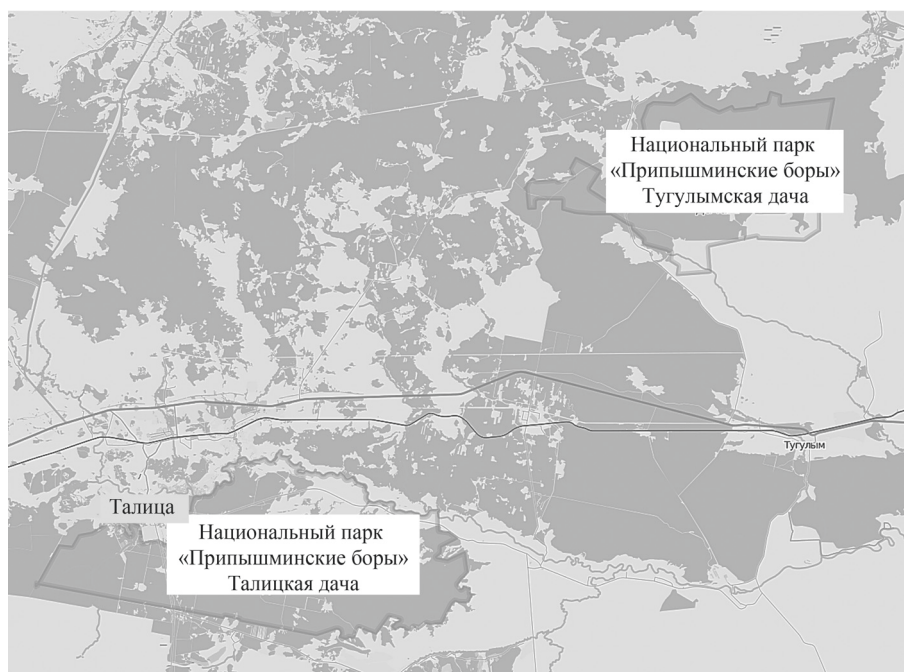 Национальный парк
«Припышминские боры»
Тугулымская дача
Тугулым
Талица
Национальный парк
«Припышминские боры»
Талицкая дача